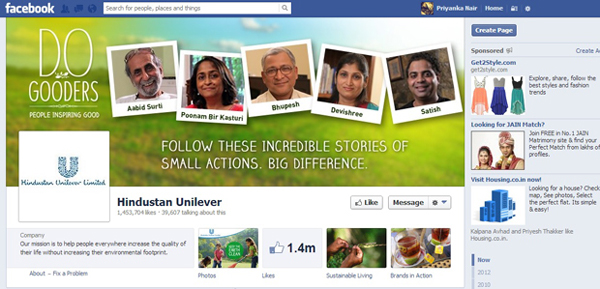 facebook
Search for people, places and things
Priyanka Nair
Home
DO
GOODERS
PEOPLE INSPIRING GOOD
Aabid Surti
Poonam Bir Kasturi
Bhupesh
Devishree
Satish
FOLLOW THESE INCREDIBLE STORIES OF
SMALL ACTIONS. BIG DIFFERENCE.
Hindustan Unilever Limited
Hindustan Unilever
1,453,704 likes · 39,607 talking about this
Like
Message
Company
Our mission is to help people everywhere increase the quality of
life without increasing their environmental footprint.
About – Fix a Problem
Photos
1.4m
Likes
Sustainable Living
Brands in Action
Create Page
Sponsored
Create A
Get2Style.com
get2style.com
Explore, share, follow the
best styles and fashion
trends
Looking for JAIN Match?
Join FREE in No.1 JAIN
Matrimony site & find your
Perfect Match from lakhs of
profiles.
Visit Housing.co.in now!
Looking for a house? Check
map, See photos, Select
the perfect flat. Its simple
& easy!
Kalpana Avhad and Priyesh Thakker like
Housing.co.in.
Now
2012
2010